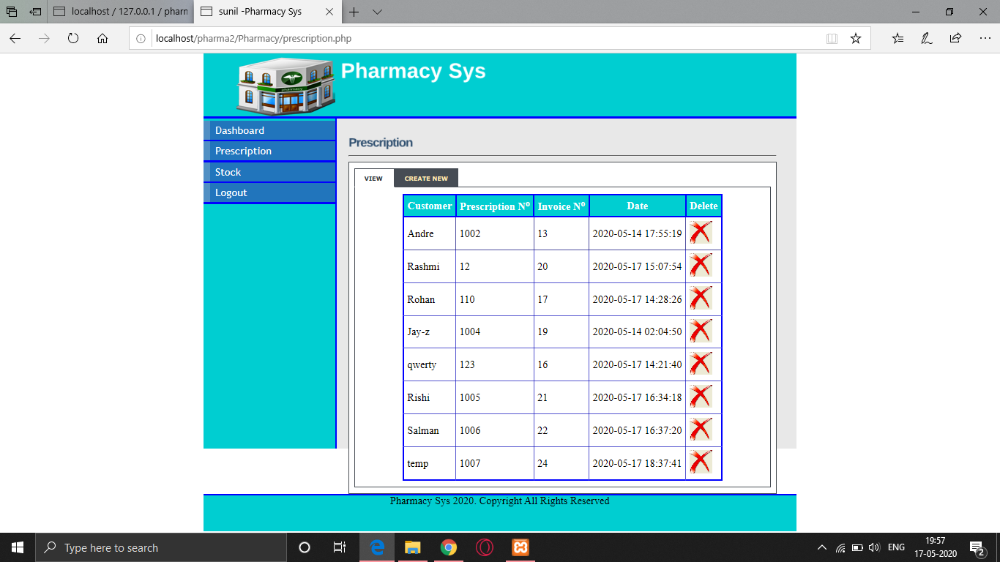 localhost / 127.0.0.1 / pharm
sunil -Pharmacy Sys
localhost/pharma2/Pharmacy/prescription.php
pharmacy
Pharmacy Sys
Dashboard
Prescription
Stock
Logout
Prescription
VIEW CREATE NEW
Customer Prescription Nº Invoice Nº Date Delete
Andre 1002 13 2020-05-14 17:55:19
Rashmi 12 20 2020-05-17 15:07:54
Rohan 110 17 2020-05-17 14:28:26
Jay-z 1004 19 2020-05-14 02:04:50
qwerty 123 16 2020-05-17 14:21:40
Rishi 1005 21 2020-05-17 16:34:18
Salman 1006 22 2020-05-17 16:37:20
temp 1007 24 2020-05-17 18:37:41
Pharmacy Sys 2020. Copyright All Rights Reserved
Type here to search
ENG
19:57
17-05-2020
2